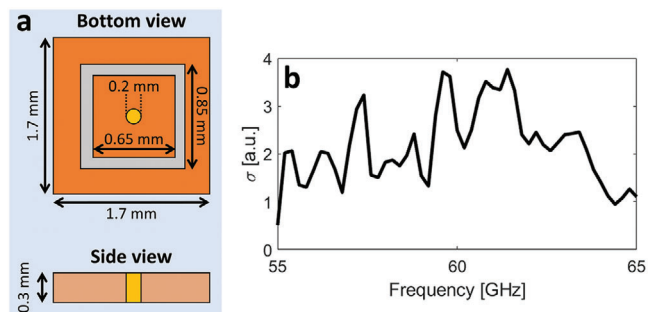 a
Bottom view
0.2 mm
0.65 mm
0.85 mm
1.7 mm
1.7 mm
Side view
0.3 mm
b
4
3
2
1
0
σ [a.u.]
55
60
65
Frequency [GHz]